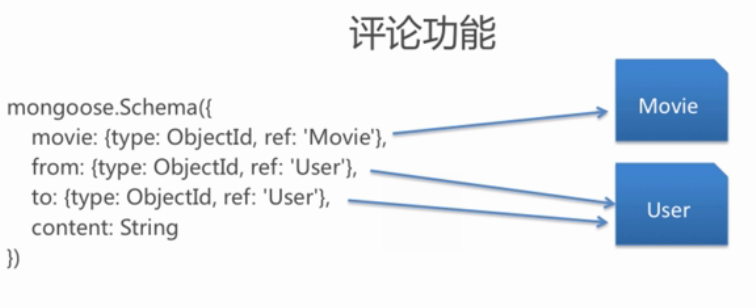 评论功能
mongoose.Schema({
movie: {type: ObjectId, ref: 'Movie'},
from: {type: ObjectId, ref: 'User'},
to: {type: ObjectId, ref: 'User'},
content: String
})
Movie
User